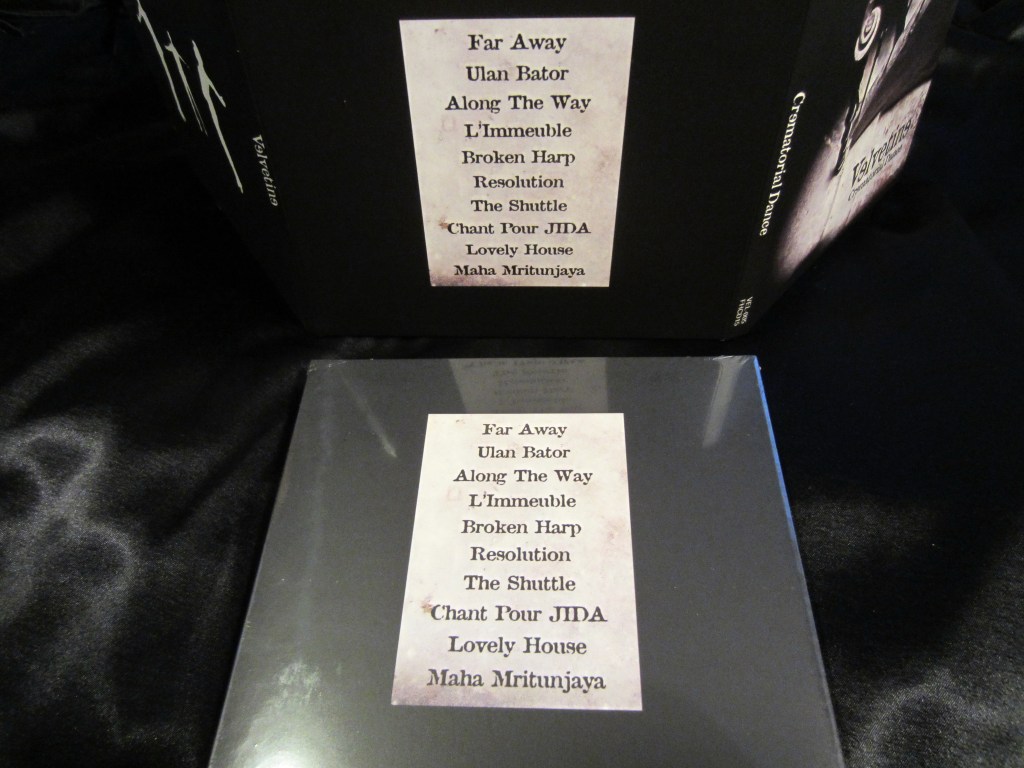 Far Away
Ulan Bator
Along The Way
L'Immeuble
Broken Harp
Resolution
The Shuttle
Chant Pour JIDA
Lovely House
Maha Mritunjaya
Crematorial Dance
Far Away
Ulan Bator
Along The Way
L'Immeuble
Broken Harp
Resolution
The Shuttle
Chant Pour JIDA
Lovely House
Maha Mritunjaya